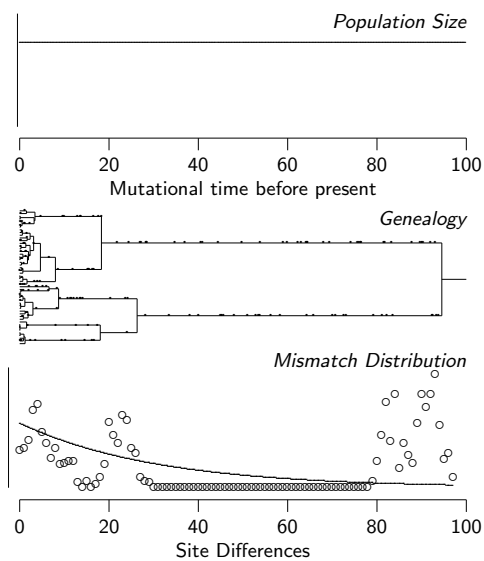 Population Size
0 20 40 60 80 100
Mutational time before present
Genealogy
Mismatch Distribution
0 20 40 60 80 100
Site Differences